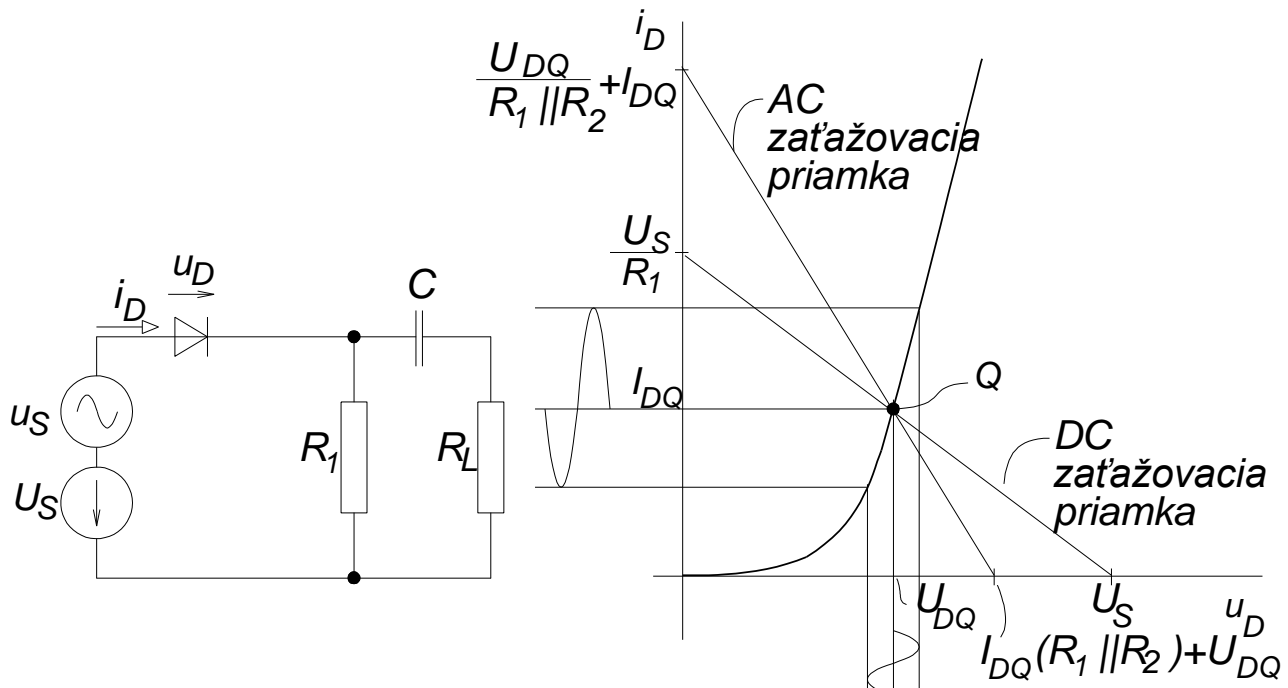 i_D
U_DQ
R_1 || R_2 + I_DQ
AC
zaťažovacia
priamka
U_S
R_1
u_D
i_D
C
I_DQ
Q
u_S
R_1
R_L
U_S
DC
zaťažovacia
priamka
U_DQ
U_S
u_D
I_DQ (R_1 || R_2 ) + U_DQ